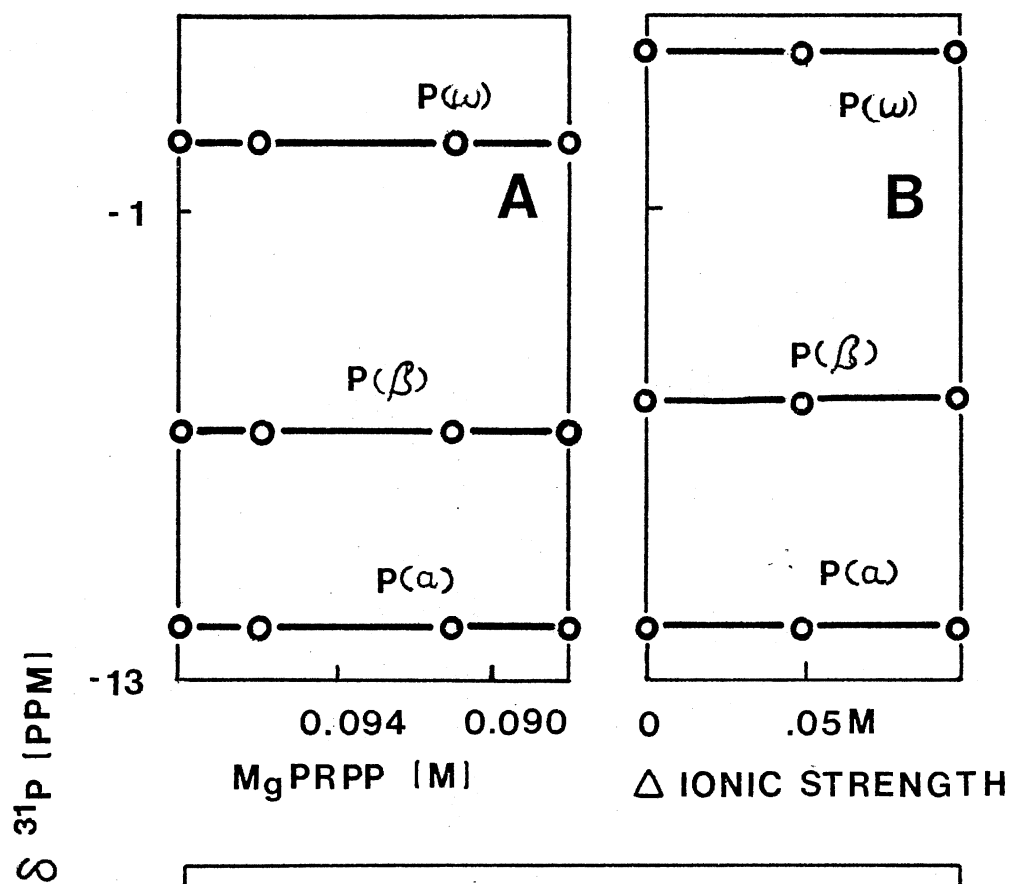 P(ω)
P(ω)
-1
A
B
P(β)
P(β)
P(a)
P(a)
-13
0.094 0.090
0 .05M
MgPRPP [M]
Δ IONIC STRENGTH
δ ³¹P [PPM]